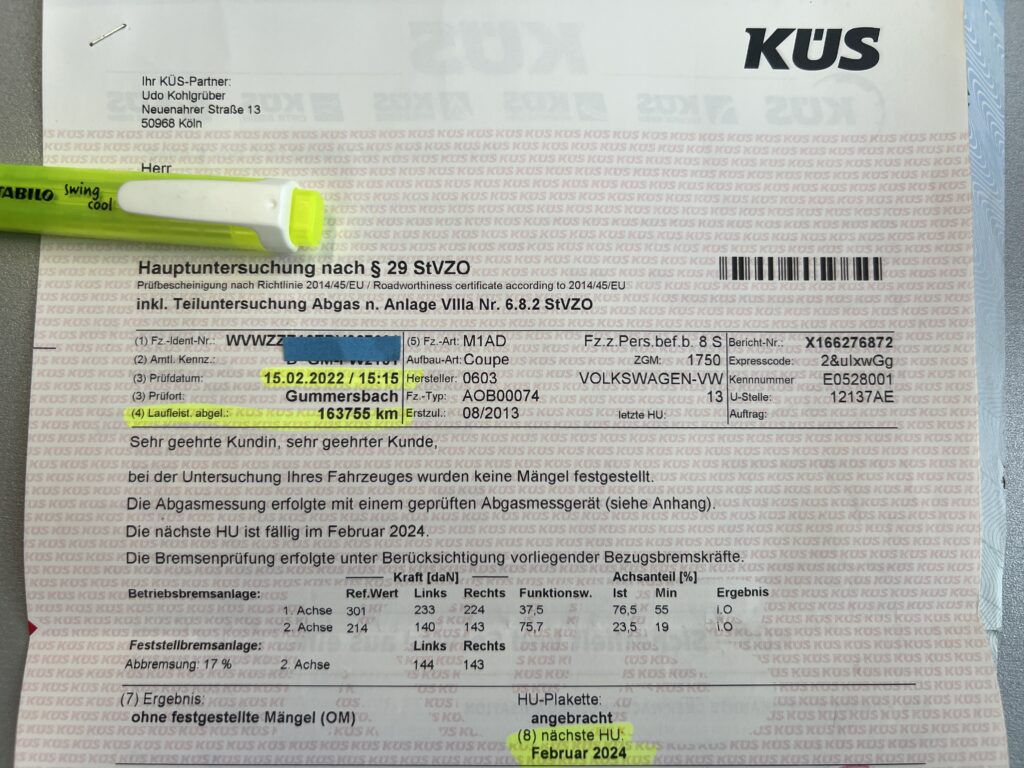 KÜS
Ihr KÜS-Partner:
Udo Kohlgrüber
Neuenahrer Straße 13
50968 Köln
Herr
STABILO swing cool
Hauptuntersuchung nach § 29 StVZO
Prüfbescheinigung nach Richtlinie 2014/45/EU / Roadworthiness certificate according to 2014/45/EU
inkl. Teiluntersuchung Abgas n. Anlage VIIIa Nr. 6.8.2 StVZO
(1) Fz.-Ident-Nr.: (5) Fz.-Art: M1AD Fz.z.Pers.bef.b. 8 S Bericht-Nr.: X166276872
(2) Amtl. Kennz. Aufbau-Art: Coupe ZGM: 1750 Expresscode: 2&ulxwGg
(3) Prüfdatum: 15.02.2022 / 15:15 Hersteller: 0603 VOLKSWAGEN-VW Kennnummer E0528001
(3) Prüfort: Gummersbach Fz.-Typ: AOB00074 13 U-Stelle: 12137AE
(4) Laufleist. abgel.: 163755 km Erstzul.: 08/2013 letzte HU: Auftrag:
Sehr geehrte Kundin, sehr geehrter Kunde,
bei der Untersuchung Ihres Fahrzeuges wurden keine Mängel festgestellt.
Die Abgasmessung erfolgte mit einem geprüften Abgasmessgerät (siehe Anhang).
Die nächste HU ist fällig im Februar 2024.
Die Bremsenprüfung erfolgte unter Berücksichtigung vorliegender Bezugsbremskräfte.
Kraft [daN] Achsanteil [%]
Betriebsbremsanlage: Ref.Wert Links Rechts Funktionsw. Ist Min Ergebnis
1. Achse 301 233 224 37,5 76,5 55 i.O
2. Achse 214 140 143 75,7 23,5 19 i.O
Feststellbremsanlage: Links Rechts
Abbremsung: 17 % 2. Achse 144 143
(7) Ergebnis: HU-Plakette:
ohne festgestellte Mängel (OM) angebracht
(8) nächste HU:
Februar 2024